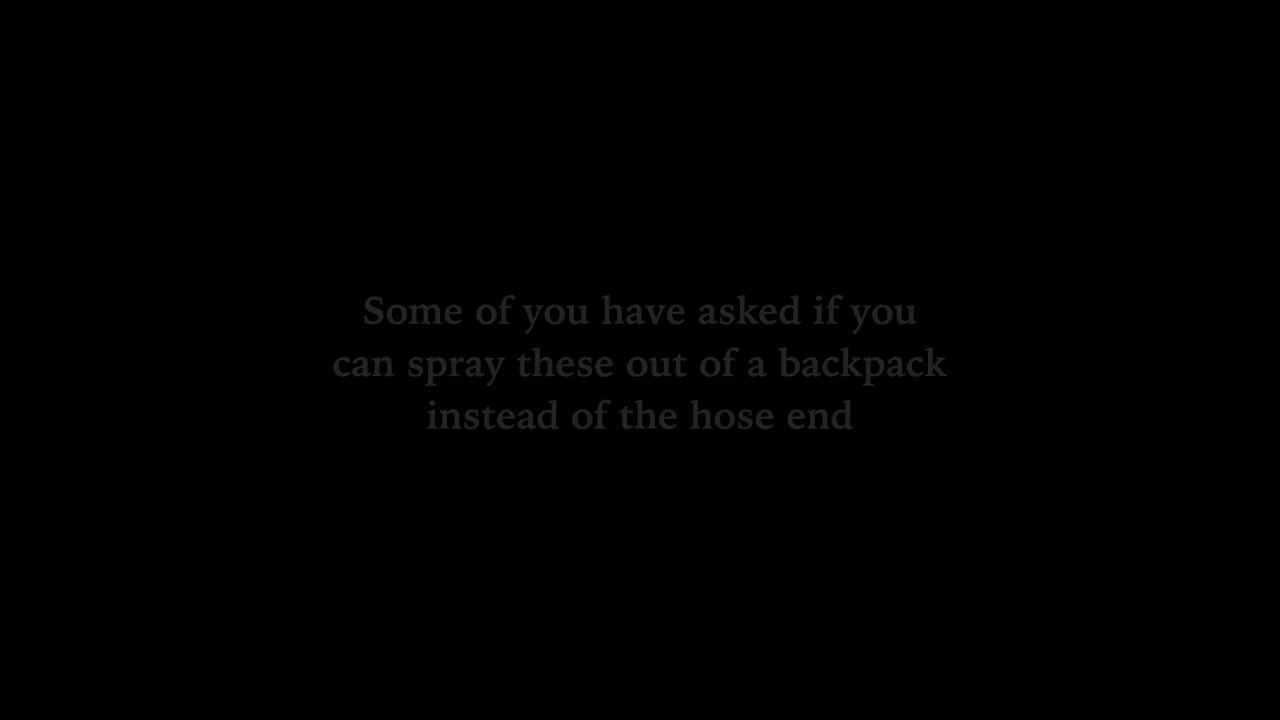 Some of you have asked if you
can spray these out of a backpack
instead of the hose end